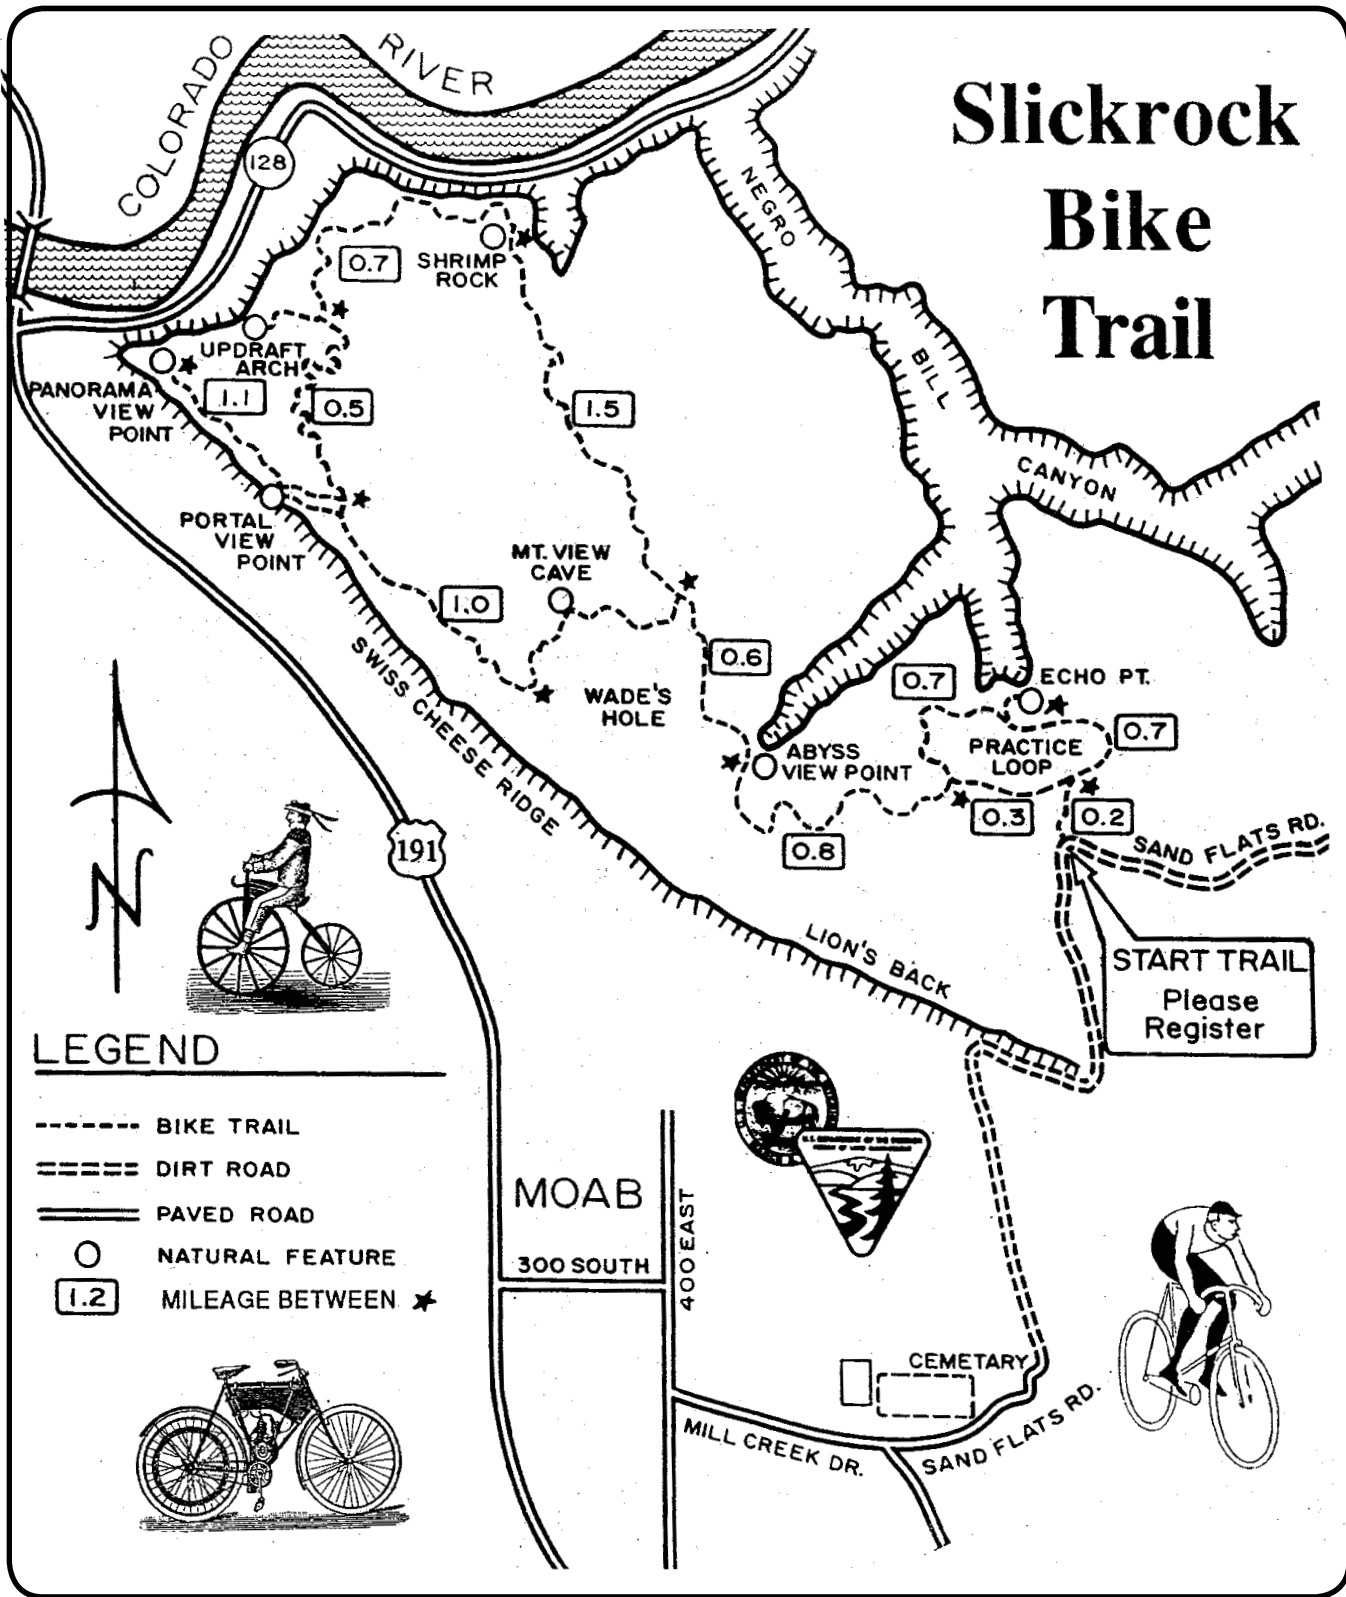 Slickrock
Bike
Trail
COLORADO
RIVER
128
NEGRO
BILL
CANYON
SHRIMP
ROCK
0.7
UPDRAFT
ARCH
PANORAMA
VIEW
POINT
1.1
0.5
1.5
PORTAL
VIEW
POINT
MT. VIEW
CAVE
1.0
SWISS CHEESE RIDGE
WADE'S
HOLE
0.6
0.7
ECHO PT.
0.7
PRACTICE
LOOP
ABYSS
VIEW POINT
0.3
0.2
0.8
SAND FLATS RD.
191
N
LION'S BACK
START TRAIL
Please
Register
LEGEND
BIKE TRAIL
DIRT ROAD
PAVED ROAD
NATURAL FEATURE
1.2
MILEAGE BETWEEN
MOAB
300 SOUTH
400 EAST
CEMETARY
MILL CREEK DR.
SAND FLATS RD.